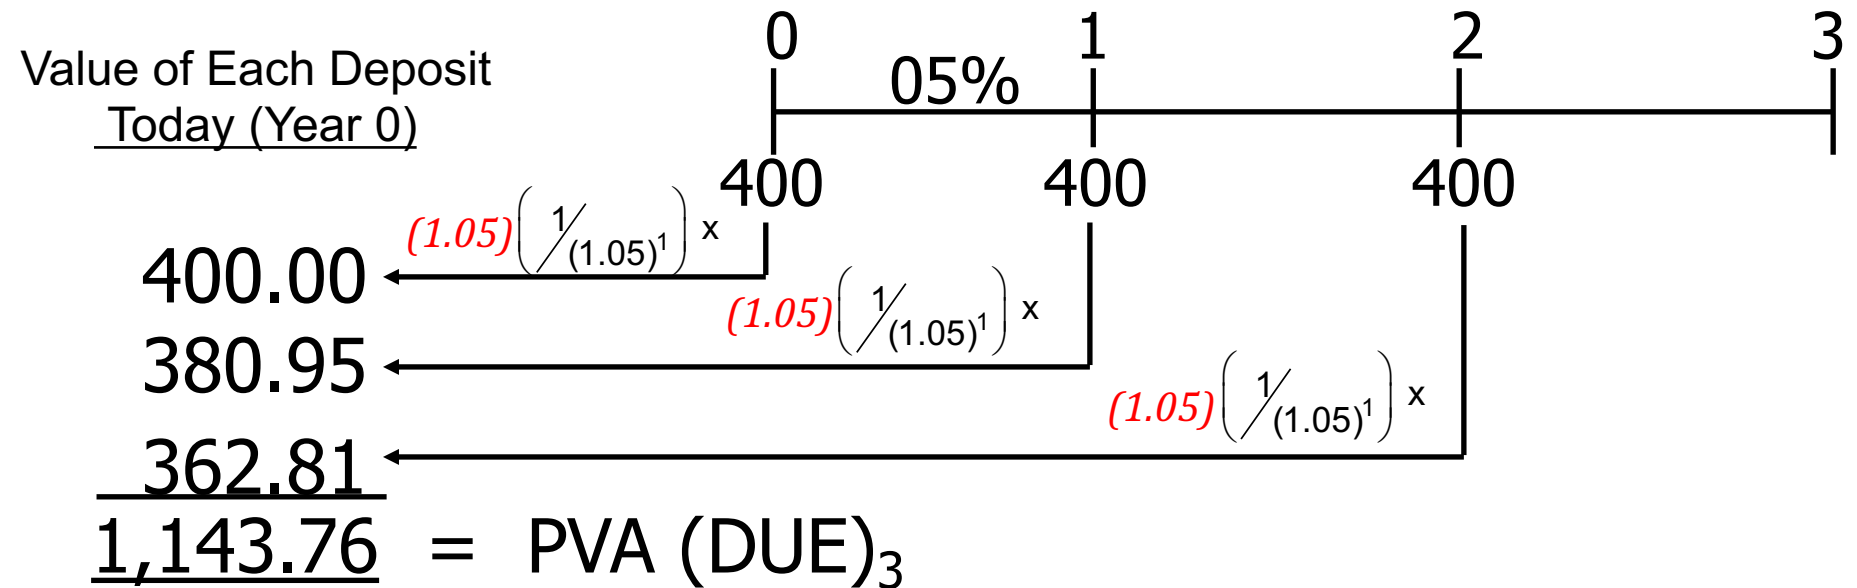 0 1 2 3
Value of Each Deposit
Today (Year 0)
05%
400 400 400
(1.05)(1/(1.05)¹) x
400.00
(1.05)(1/(1.05)¹) x
380.95
(1.05)(1/(1.05)¹) x
362.81
1,143.76 = PVA (DUE)₃